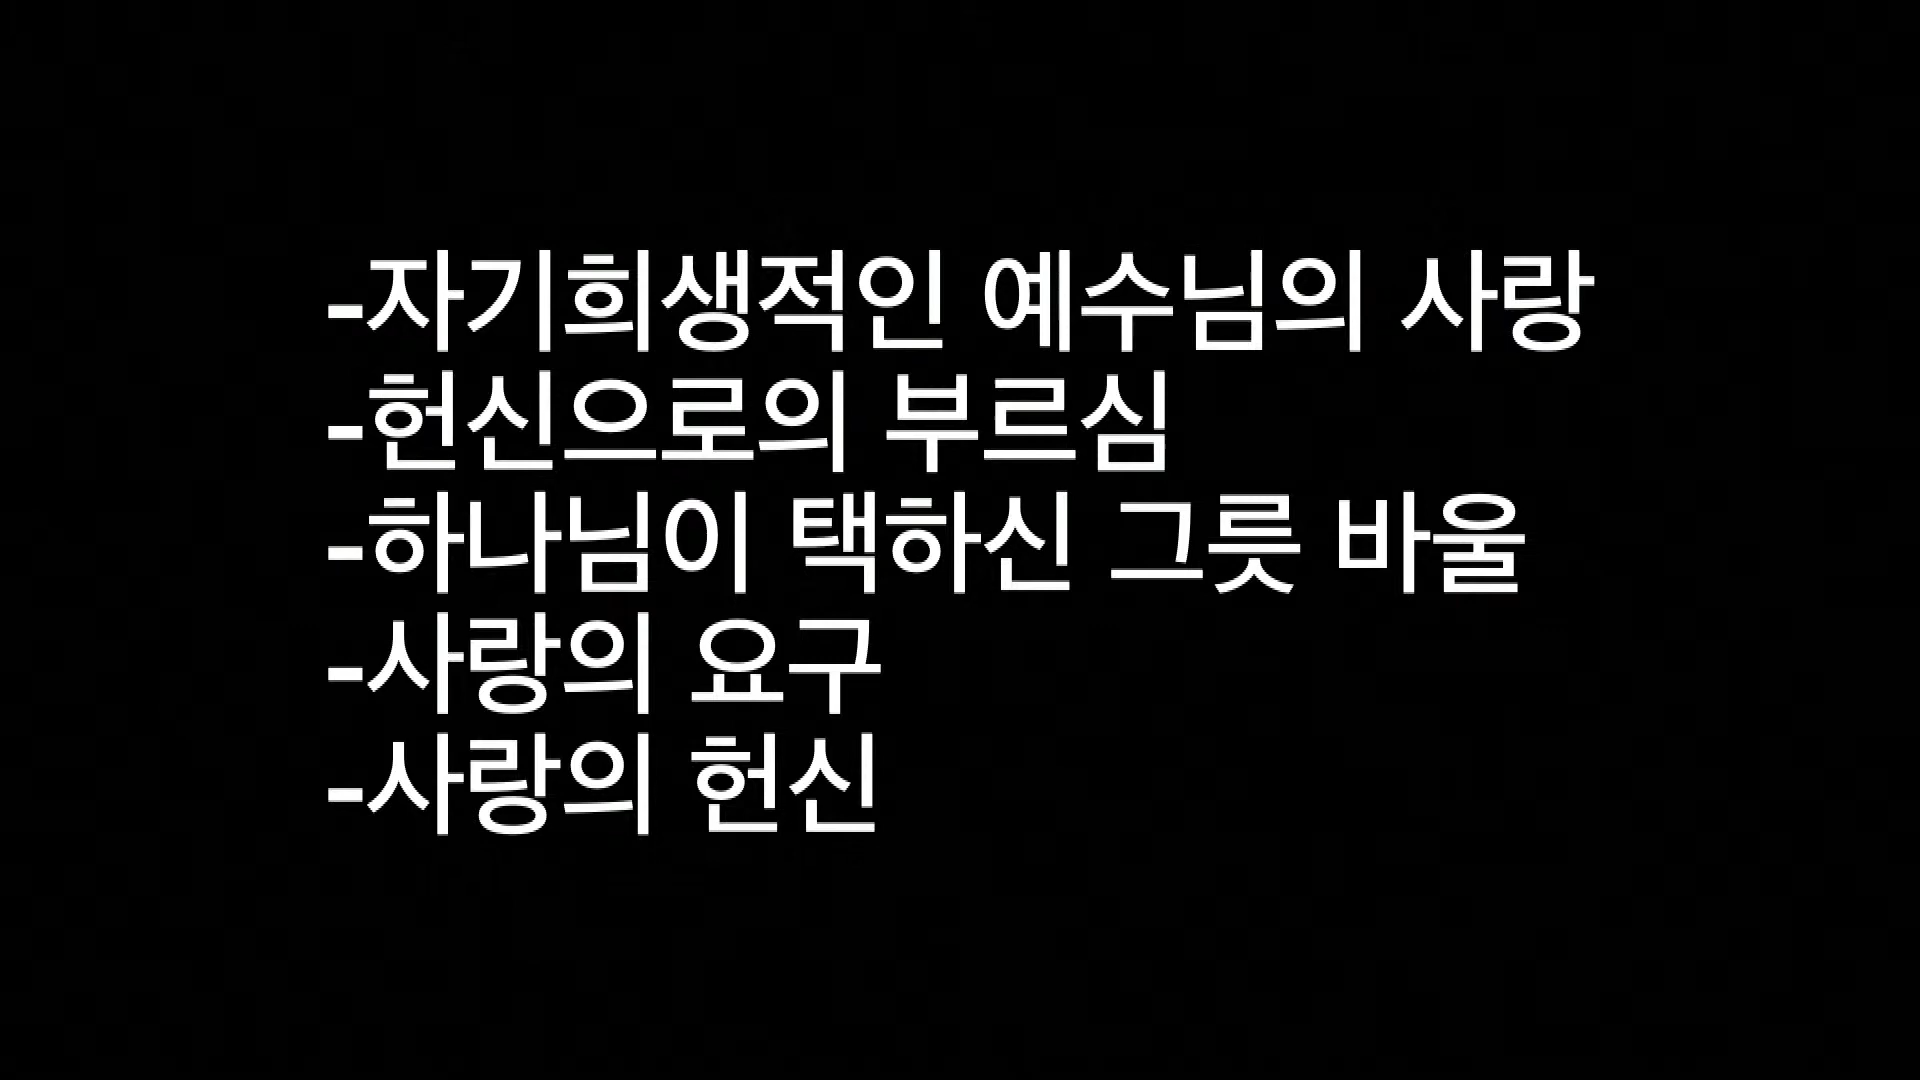 -자기희생적인 예수님의 사랑
-헌신으로의 부르심
-하나님이 택하신 그릇 바울
-사랑의 요구
-사랑의 헌신